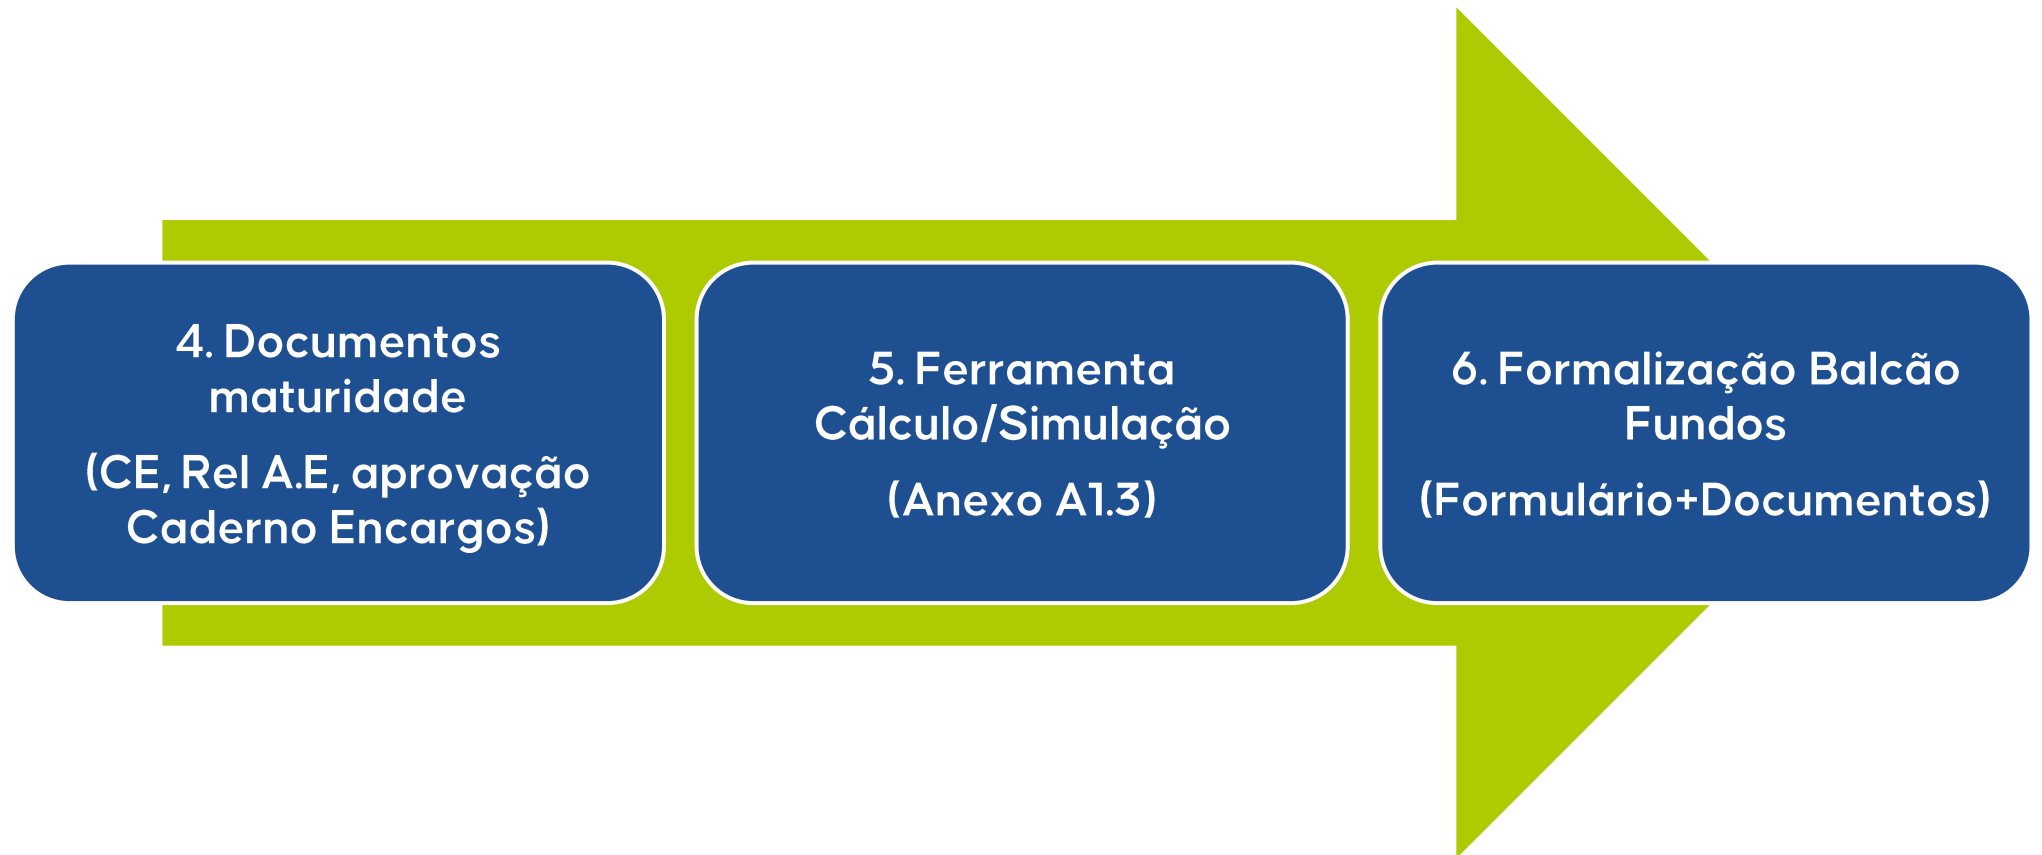 4. Documentos
maturidade
(CE, Rel A.E, aprovação
Caderno Encargos)
5. Ferramenta
Cálculo/Simulação
(Anexo A1.3)
6. Formalização Balcão
Fundos
(Formulário+Documentos)